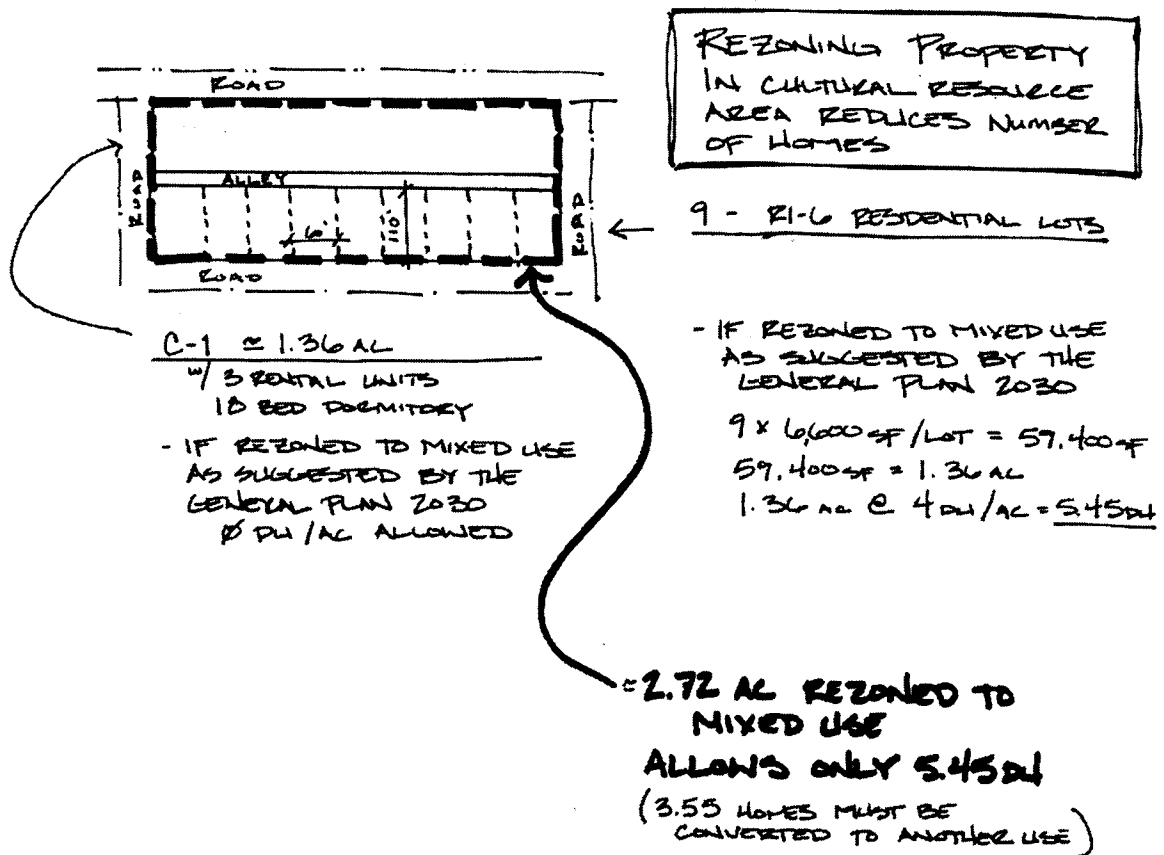 REZONING PROPERTY
IN CULTURAL RESOURCE
AREA REDUCES NUMBER
OF HOMES
ROAD
ROAD
ALLEY
60'
110'
ROAD
ROAD
9 - R1-6 RESIDENTIAL LOTS
C-1 ≅ 1.36 AC
w/ 3 RENTAL UNITS
18 BED DORMITORY
- IF REZONED TO MIXED USE
AS SUGGESTED BY THE
GENERAL PLAN 2030
Ø DU/AC ALLOWED
- IF REZONED TO MIXED USE
AS SUGGESTED BY THE
GENERAL PLAN 2030
9 x 6,600 SF/LOT = 59,400 SF
59,400 SF = 1.36 AC
1.36 AC @ 4 DU/AC = 5.45 DU
≅ 2.72 AC REZONED TO
MIXED USE
ALLOWS ONLY 5.45 DU
(3.55 HOMES MUST BE
CONVERTED TO ANOTHER USE)